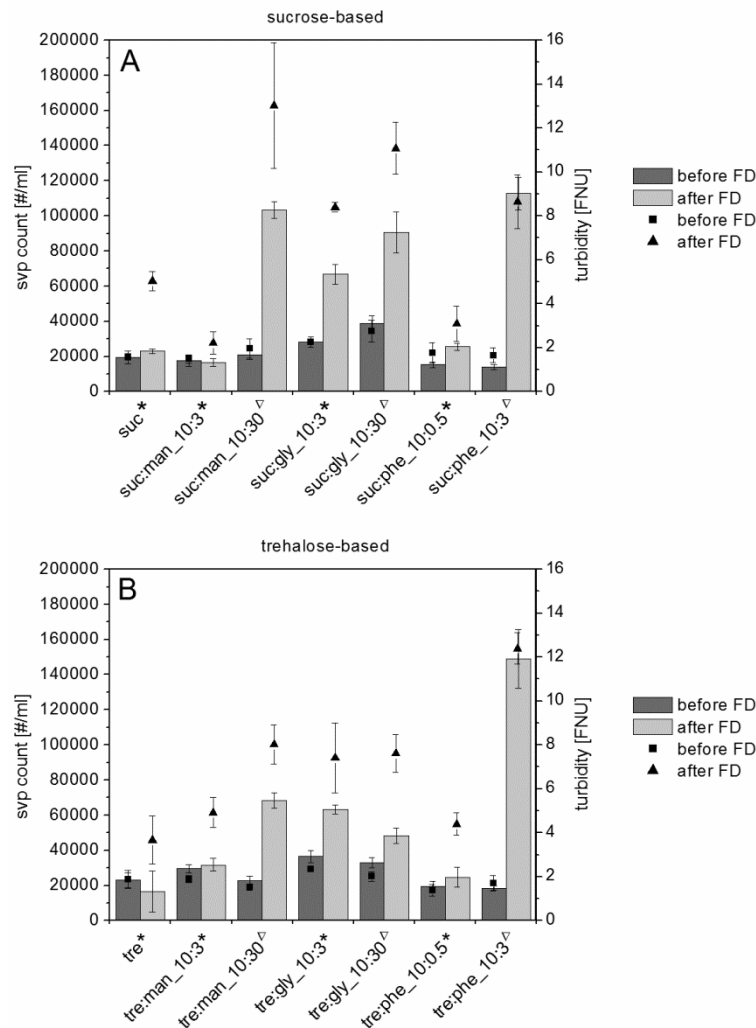 sucrose-based
A
200000
180000
160000
140000
120000
100000
80000
60000
40000
20000
0
svp count [#/ml]
16
14
12
10
8
6
4
2
0
turbidity [FNU]
before FD
after FD
before FD
after FD
suc*
suc:man_10:3*
suc:man_10:30▽
suc:gly_10:3*
suc:gly_10:30▽
suc:phe_10:0.5*
suc:phe_10:3▽
trehalose-based
B
200000
180000
160000
140000
120000
100000
80000
60000
40000
20000
0
svp count [#/ml]
16
14
12
10
8
6
4
2
0
turbidity [FNU]
before FD
after FD
before FD
after FD
tre*
tre:man_10:3*
tre:man_10:30▽
tre:gly_10:3*
tre:gly_10:30▽
tre:phe_10:0.5*
tre:phe_10:3▽